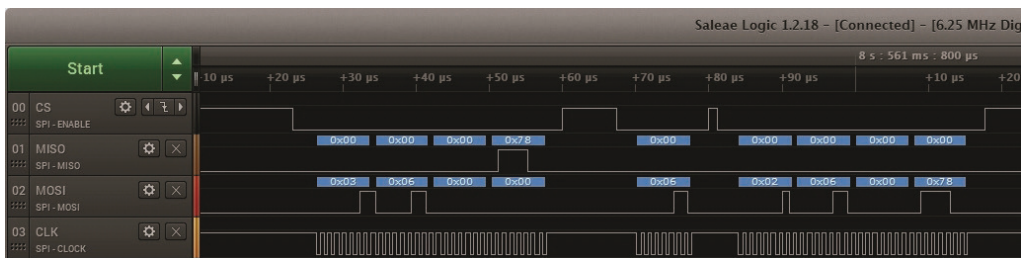 Saleae Logic 1.2.18 – [Connected] – [6.25 MHz Dig
8 s : 561 ms : 800 µs
Start
-10 µs +20 µs +30 µs +40 µs +50 µs +60 µs +70 µs +80 µs +90 µs +10 µs +20
00 CS
SPI - ENABLE
01 MISO 0x00 0x00 0x00 0x78 0x00 0x00 0x00 0x00 0x00
SPI - MISO
02 MOSI 0x03 0x06 0x00 0x00 0x06 0x02 0x06 0x00 0x78
SPI - MOSI
03 CLK
SPI - CLOCK